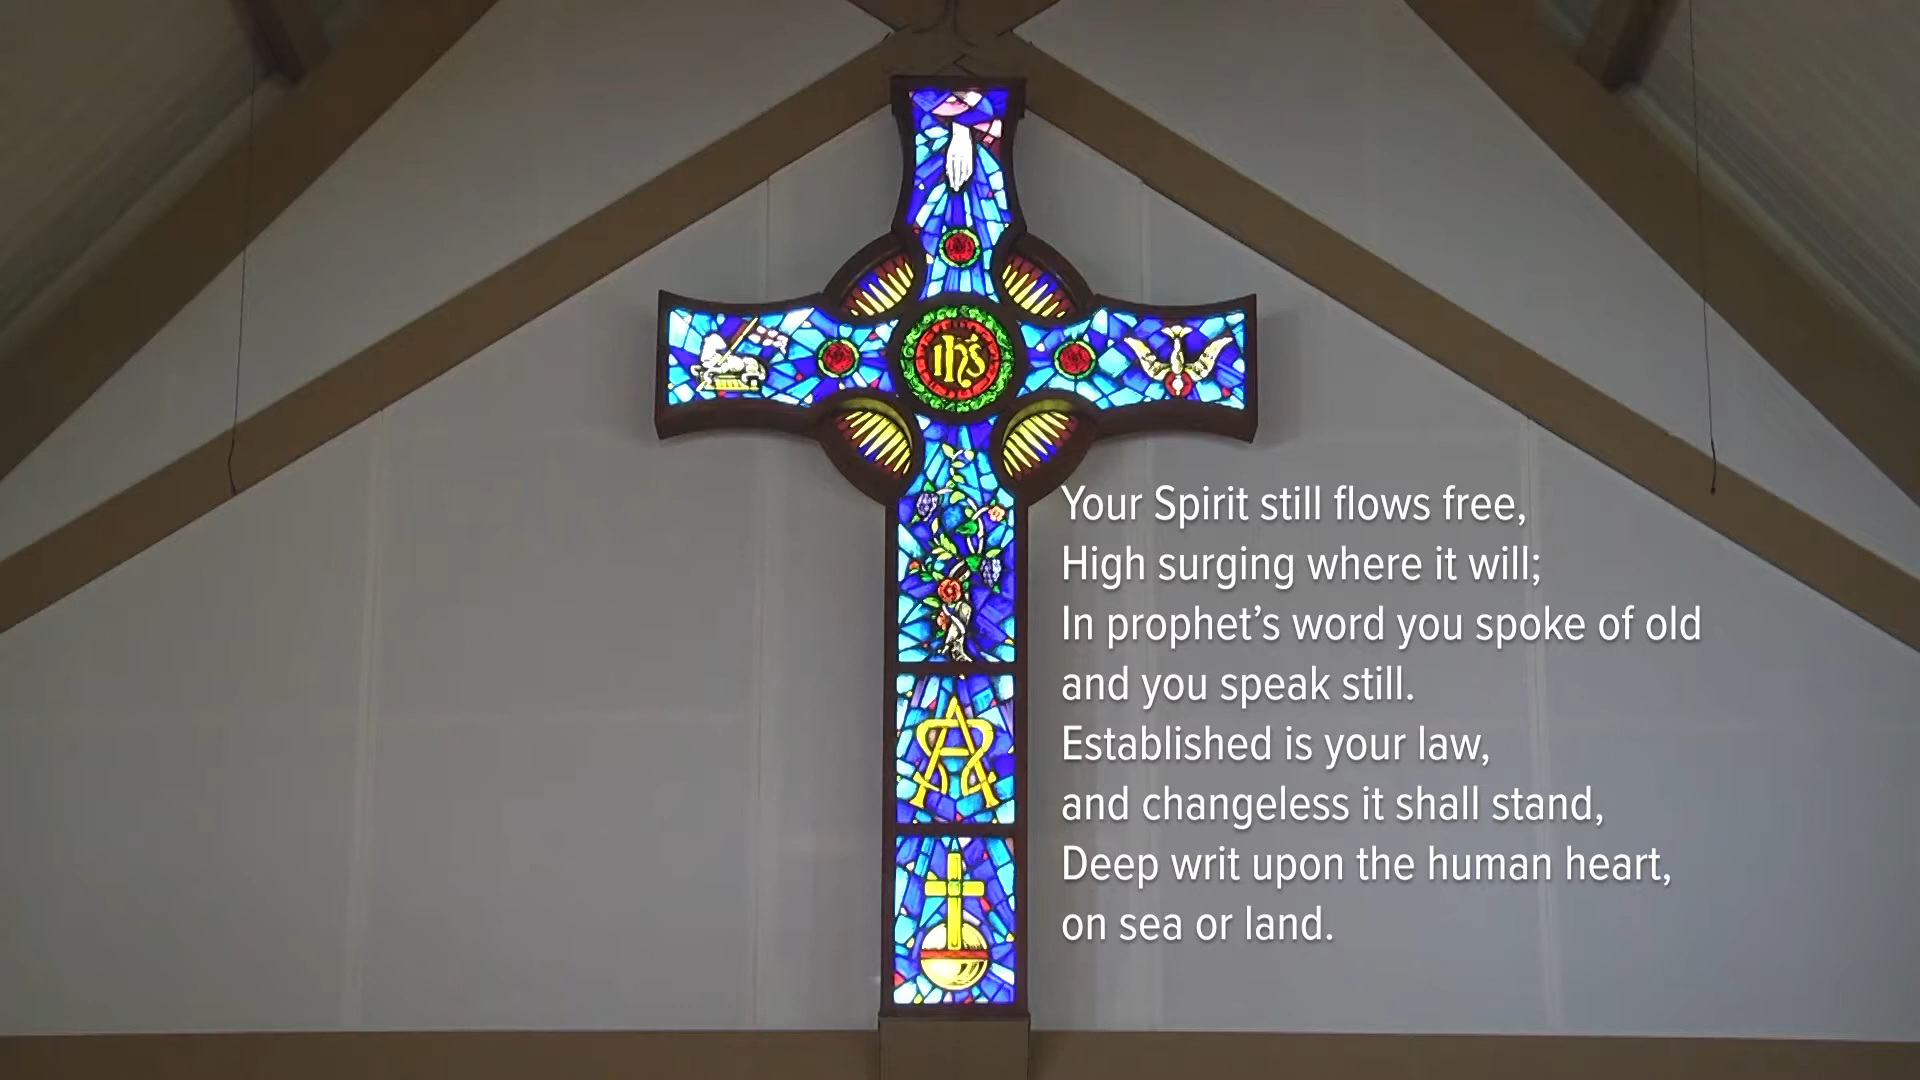 ihs
Your Spirit still flows free,
High surging where it will;
In prophet’s word you spoke of old
and you speak still.
Established is your law,
and changeless it shall stand,
Deep writ upon the human heart,
on sea or land.
ΑΩ